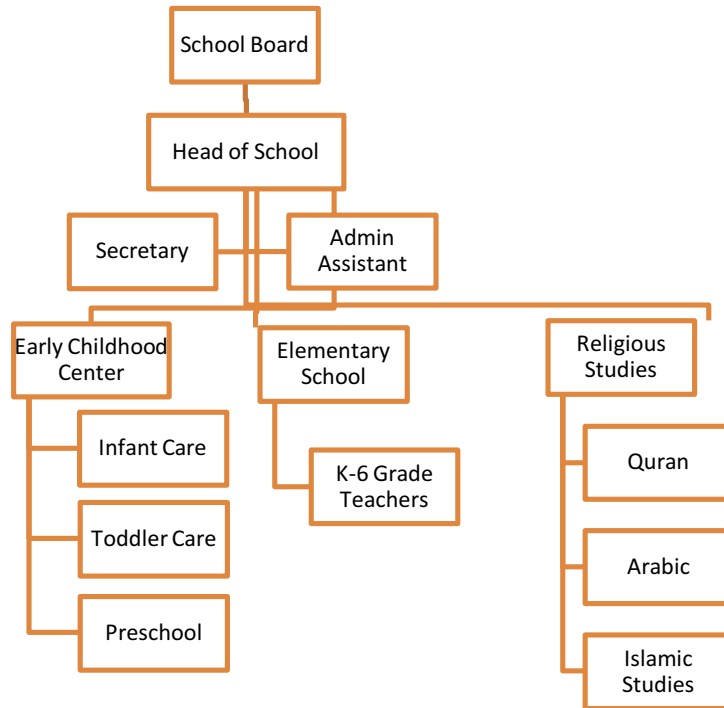 School Board
Head of School
Secretary
Admin
Assistant
Early Childhood
Center
Infant Care
Toddler Care
Preschool
Elementary
School
K-6 Grade
Teachers
Religious
Studies
Quran
Arabic
Islamic
Studies